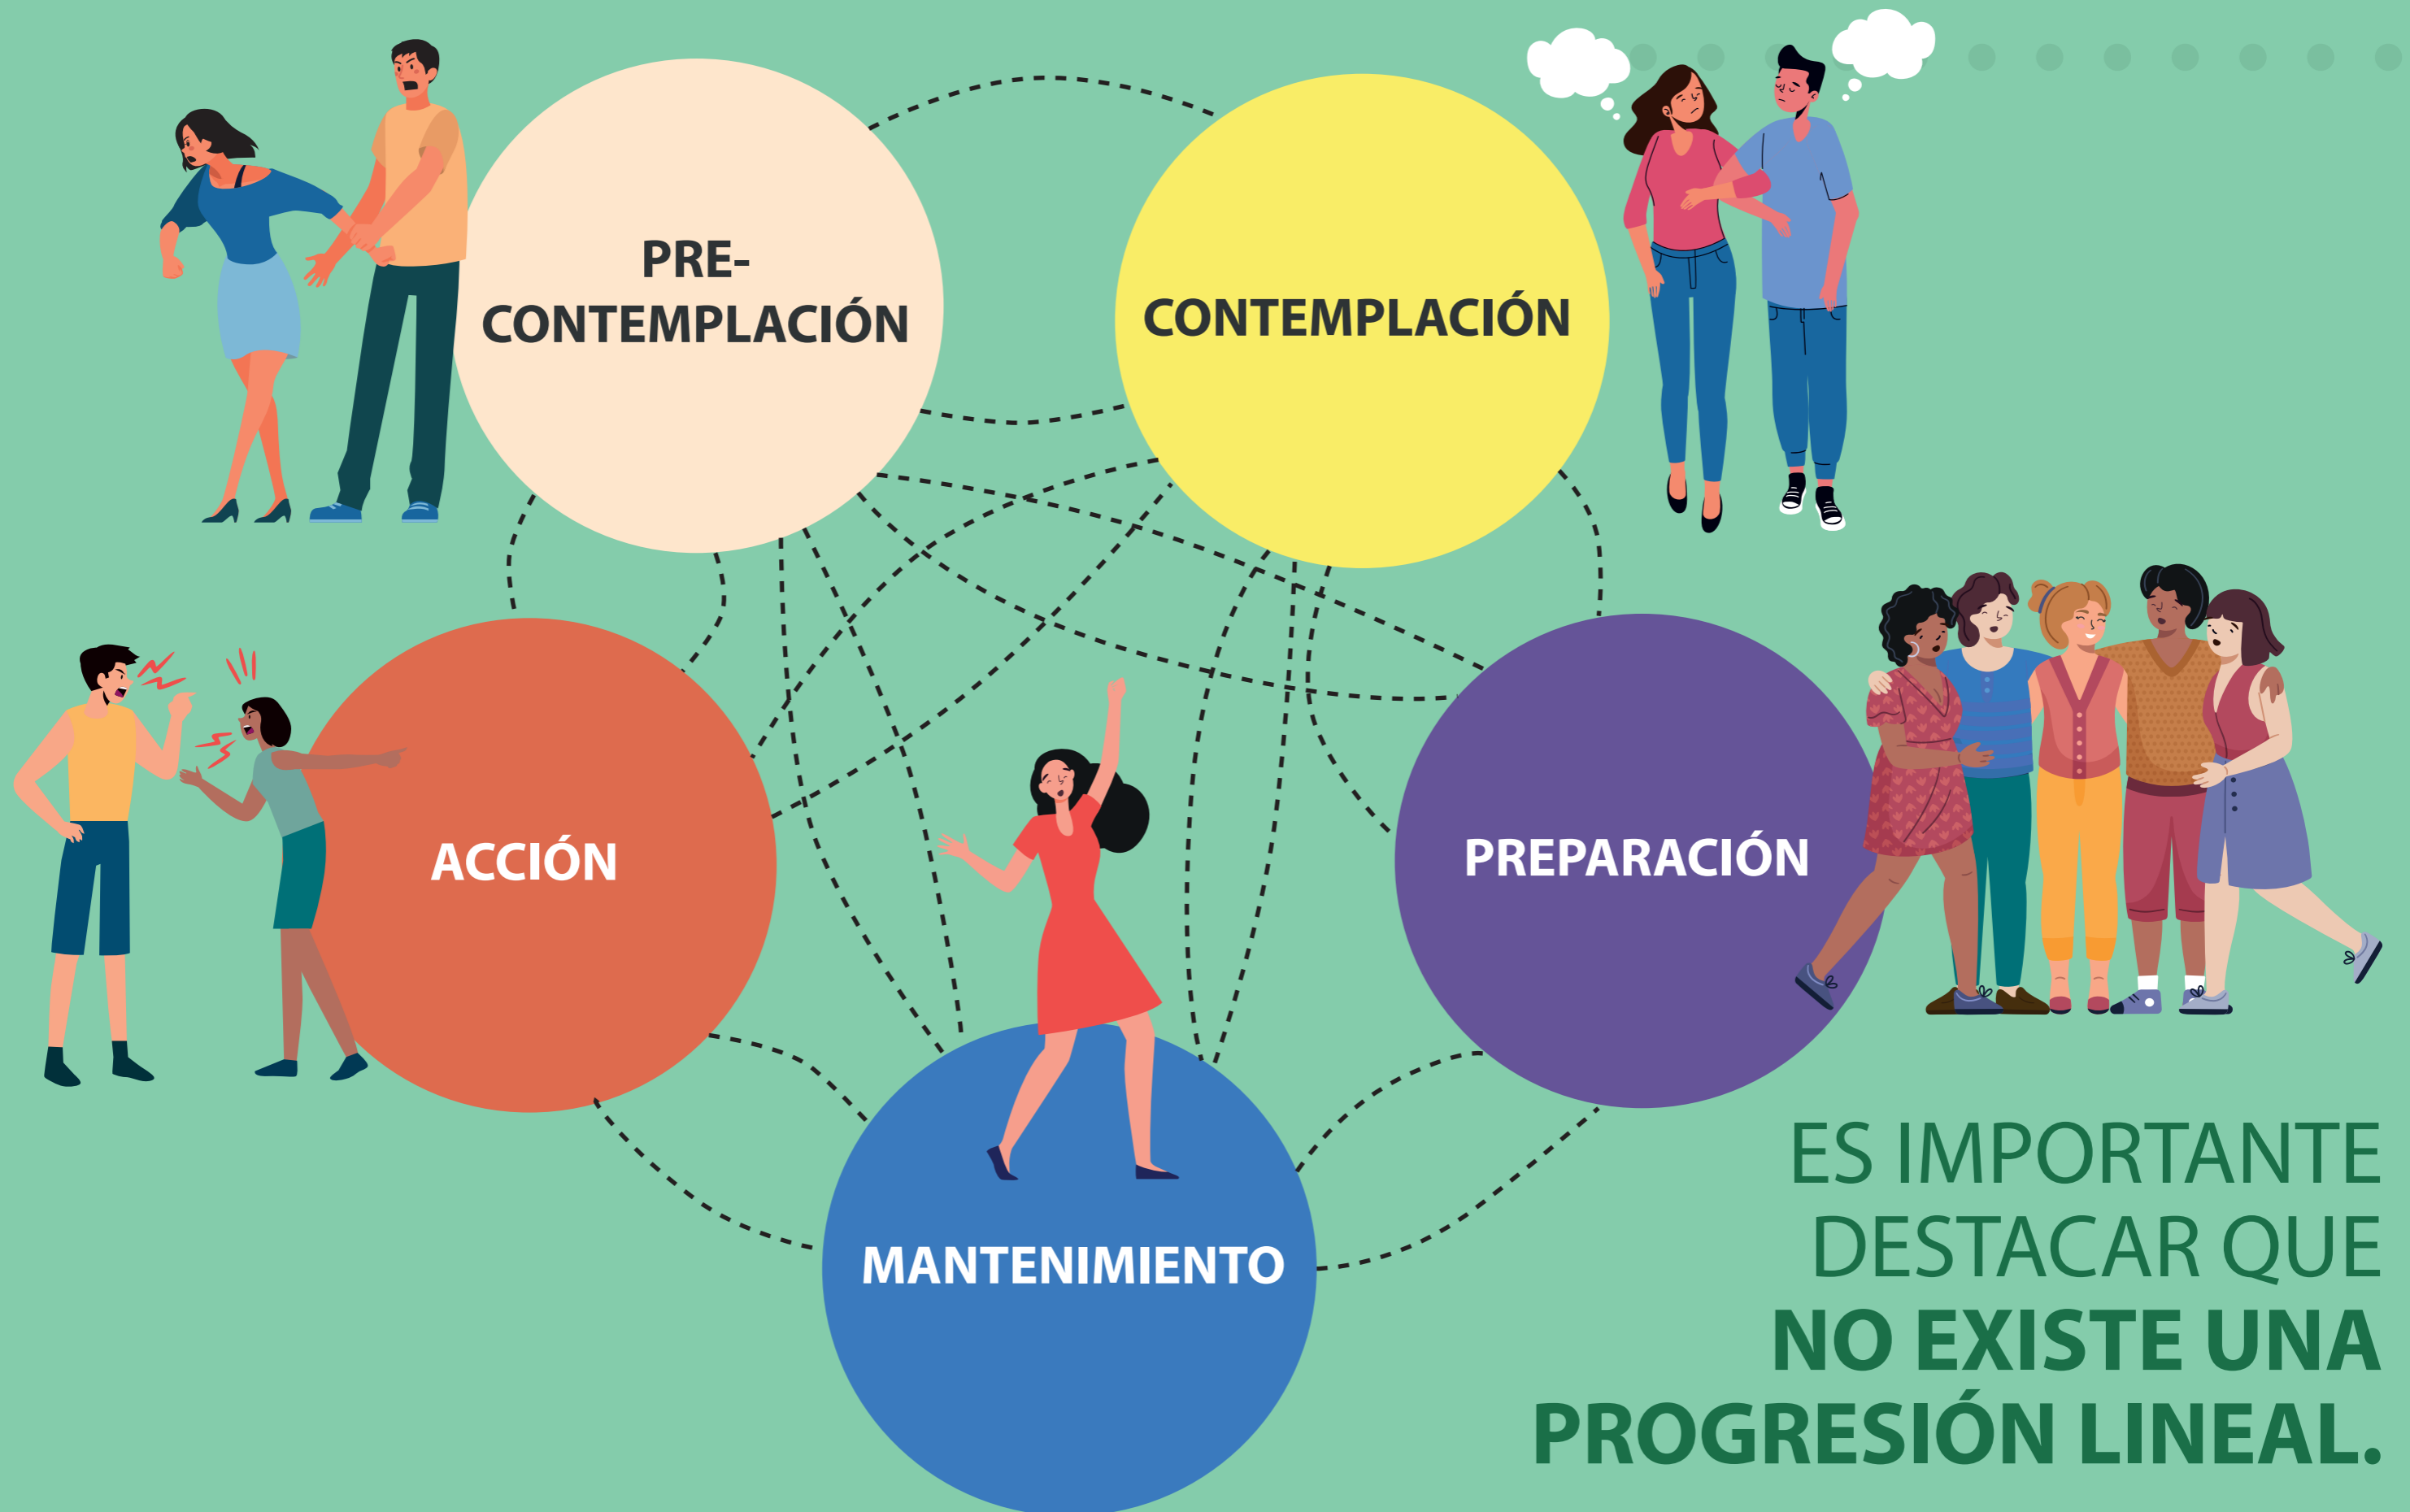 PRE-
CONTEMPLACIÓN
CONTEMPLACIÓN
ACCIÓN
PREPARACIÓN
MANTENIMIENTO
ES IMPORTANTE
DESTACAR QUE
NO EXISTE UNA
PROGRESIÓN LINEAL.